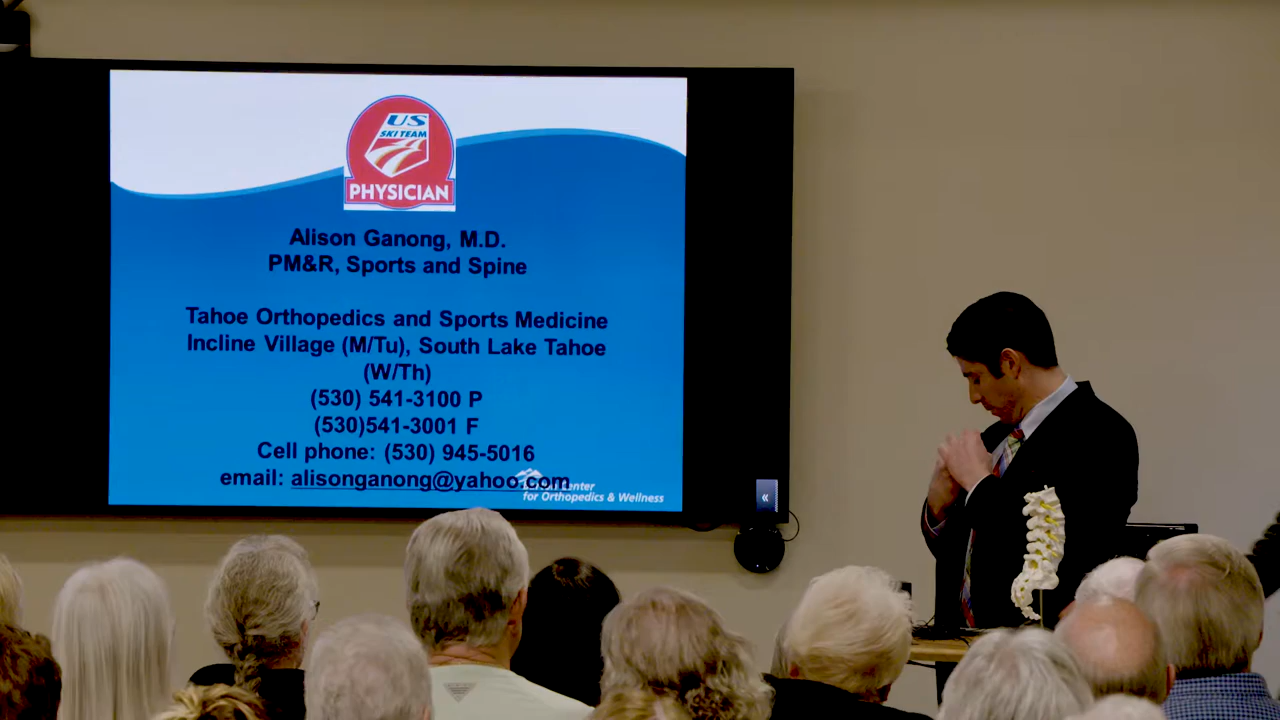 US
SKI TEAM
PHYSICIAN
Alison Ganong, M.D.
PM&R, Sports and Spine
Tahoe Orthopedics and Sports Medicine
Incline Village (M/Tu), South Lake Tahoe
(W/Th)
(530) 541-3100 P
(530)541-3001 F
Cell phone: (530) 945-5016
email: alisonganong@yahoo.com
Center
for Orthopedics & Wellness
«